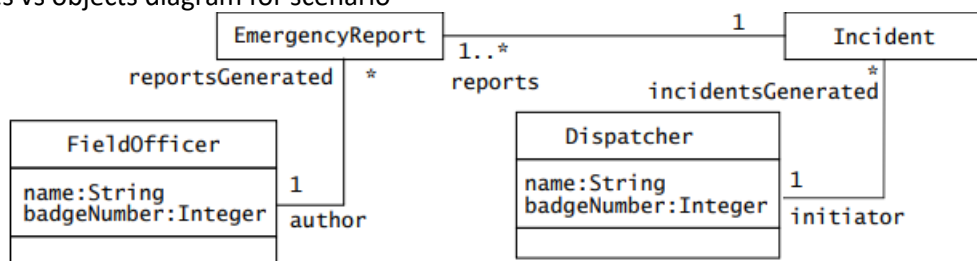 vs objects diagram for scenario
EmergencyReport
1
Incident
1..*
reportsGenerated
*
reports
*
incidentsGenerated
FieldOfficer
Dispatcher
name:String
badgeNumber:Integer
1
author
name:String
badgeNumber:Integer
1
initiator